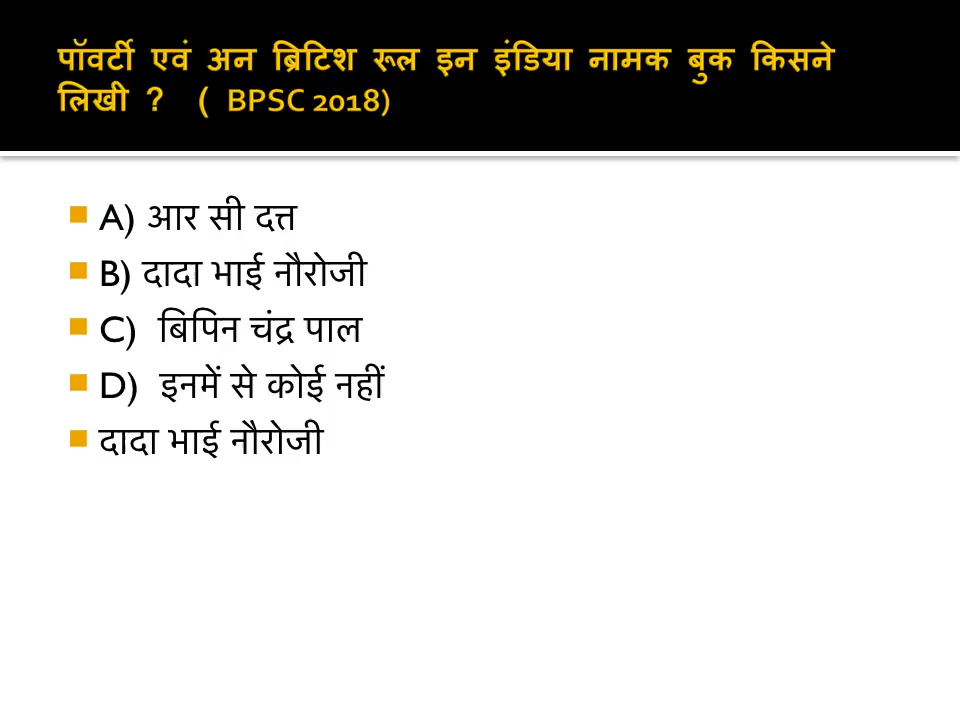 पॉवर्टी एवं अन ब्रिटिश रूल इन इंडिया नामक बुक किसने
लिखी ? ( BPSC 2018)
A) आर सी दत्त
B) दादा भाई नौरोजी
C) बिपिन चंद्र पाल
D) इनमें से कोई नहीं
दादा भाई नौरोजी